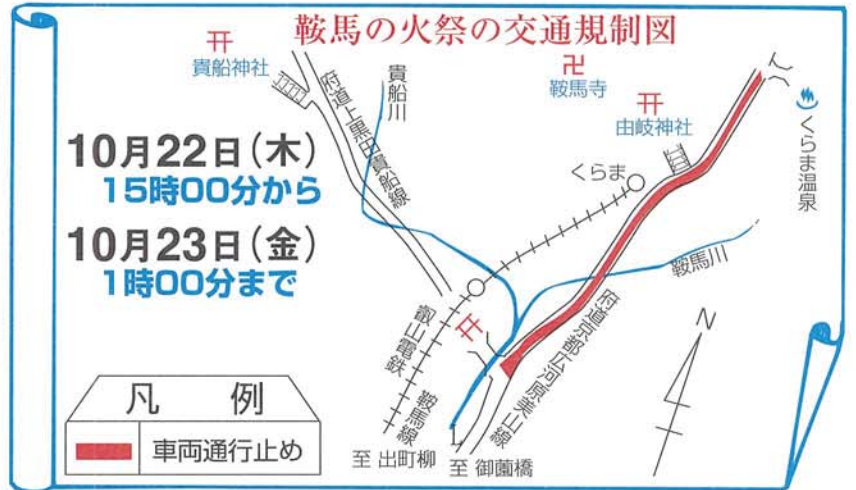 鞍馬の火祭の交通規制図
貴船神社
府道上黒田貴船線
貴船川
鞍馬寺
由岐神社
くらま温泉
くらま
10月22日(木)
15時00分から
10月23日(金)
1時00分まで
鞍馬川
府道京都広河原美山線
叡山電鉄 鞍馬線
N
凡 例
車両通行止め
至 出町柳
至 御薗橋